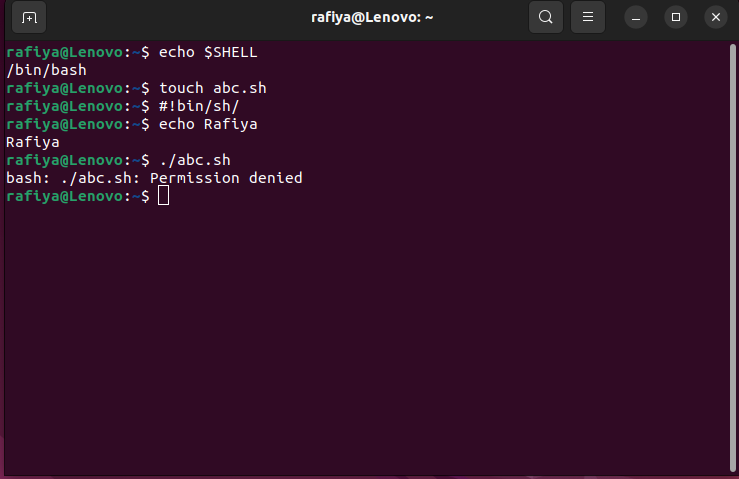 rafiya@Lenovo: ~
rafiya@Lenovo:~$ echo $SHELL
/bin/bash
rafiya@Lenovo:~$ touch abc.sh
rafiya@Lenovo:~$ #!bin/sh/
rafiya@Lenovo:~$ echo Rafiya
Rafiya
rafiya@Lenovo:~$ ./abc.sh
bash: ./abc.sh: Permission denied
rafiya@Lenovo:~$